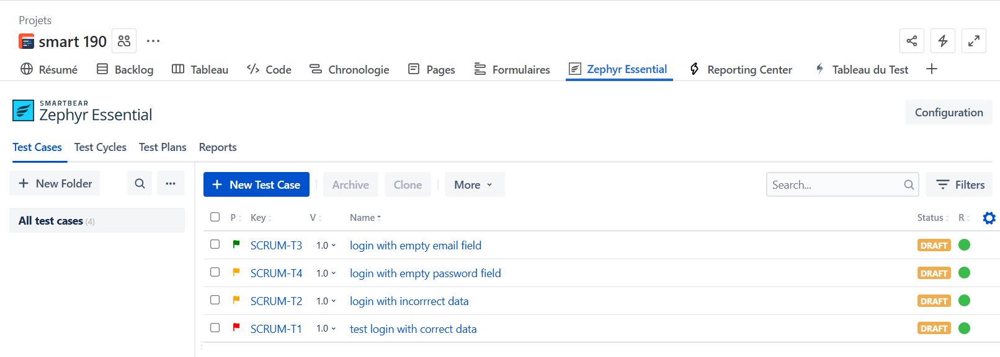 Projets
smart 190
Résumé Backlog Tableau Code Chronologie Pages Formulaires Zephyr Essential Reporting Center Tableau du Test
SMARTBEAR
Zephyr Essential
Configuration
Test Cases Test Cycles Test Plans Reports
New Folder
New Test Case Archive Clone More Search... Filters
All test cases (4)
P Key V Name Status R
SCRUM-T3 1.0 login with empty email field DRAFT
SCRUM-T4 1.0 login with empty password field DRAFT
SCRUM-T2 1.0 login with incorrrect data DRAFT
SCRUM-T1 1.0 test login with correct data DRAFT